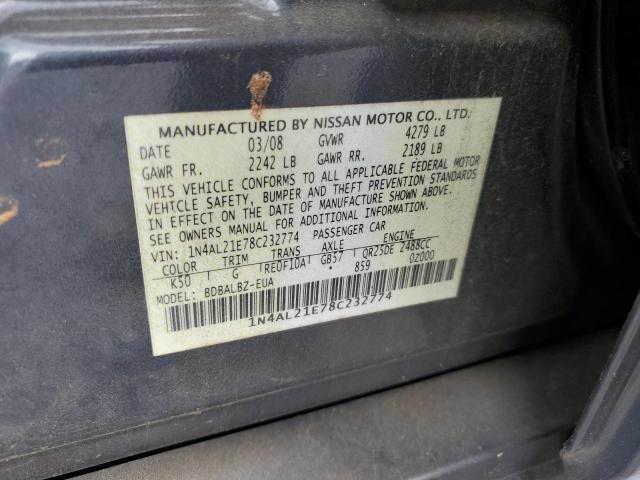 MANUFACTURED BY NISSAN MOTOR CO., LTD.
DATE 03/08 GVWR 4279 LB
GAWR FR. 2242 LB GAWR RR. 2189 LB
THIS VEHICLE CONFORMS TO ALL APPLICABLE FEDERAL MOTOR
VEHICLE SAFETY, BUMPER AND THEFT PREVENTION STANDARDS
IN EFFECT ON THE DATE OF MANUFACTURE SHOWN ABOVE.
SEE OWNERS MANUAL FOR ADDITIONAL INFORMATION.
VIN: 1N4AL21E78C232774 PASSENGER CAR
COLOR TRIM TRANS AXLE ENGINE
K50 G RE0F10A GB57 QR25DE 2488CC
* 859 0Z000
MODEL: BDBALBZ-EUA
1N4AL21E78C232774